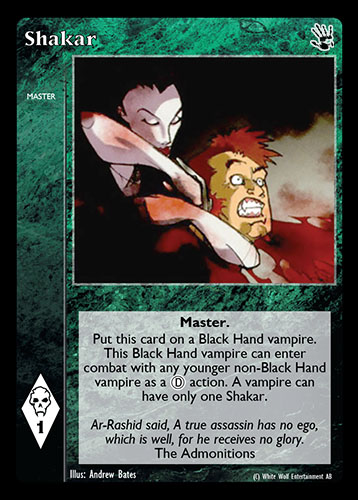 Shakar
MASTER
Master.
Put this card on a Black Hand vampire.
This Black Hand vampire can enter
combat with any younger non-Black Hand
vampire as a Ⓓ action. A vampire can
have only one Shakar.
Ar-Rashid said, A true assassin has no ego,
which is well, for he receives no glory.
The Admonitions
1
Illus: Andrew Bates
(C) White Wolf Entertainment AB